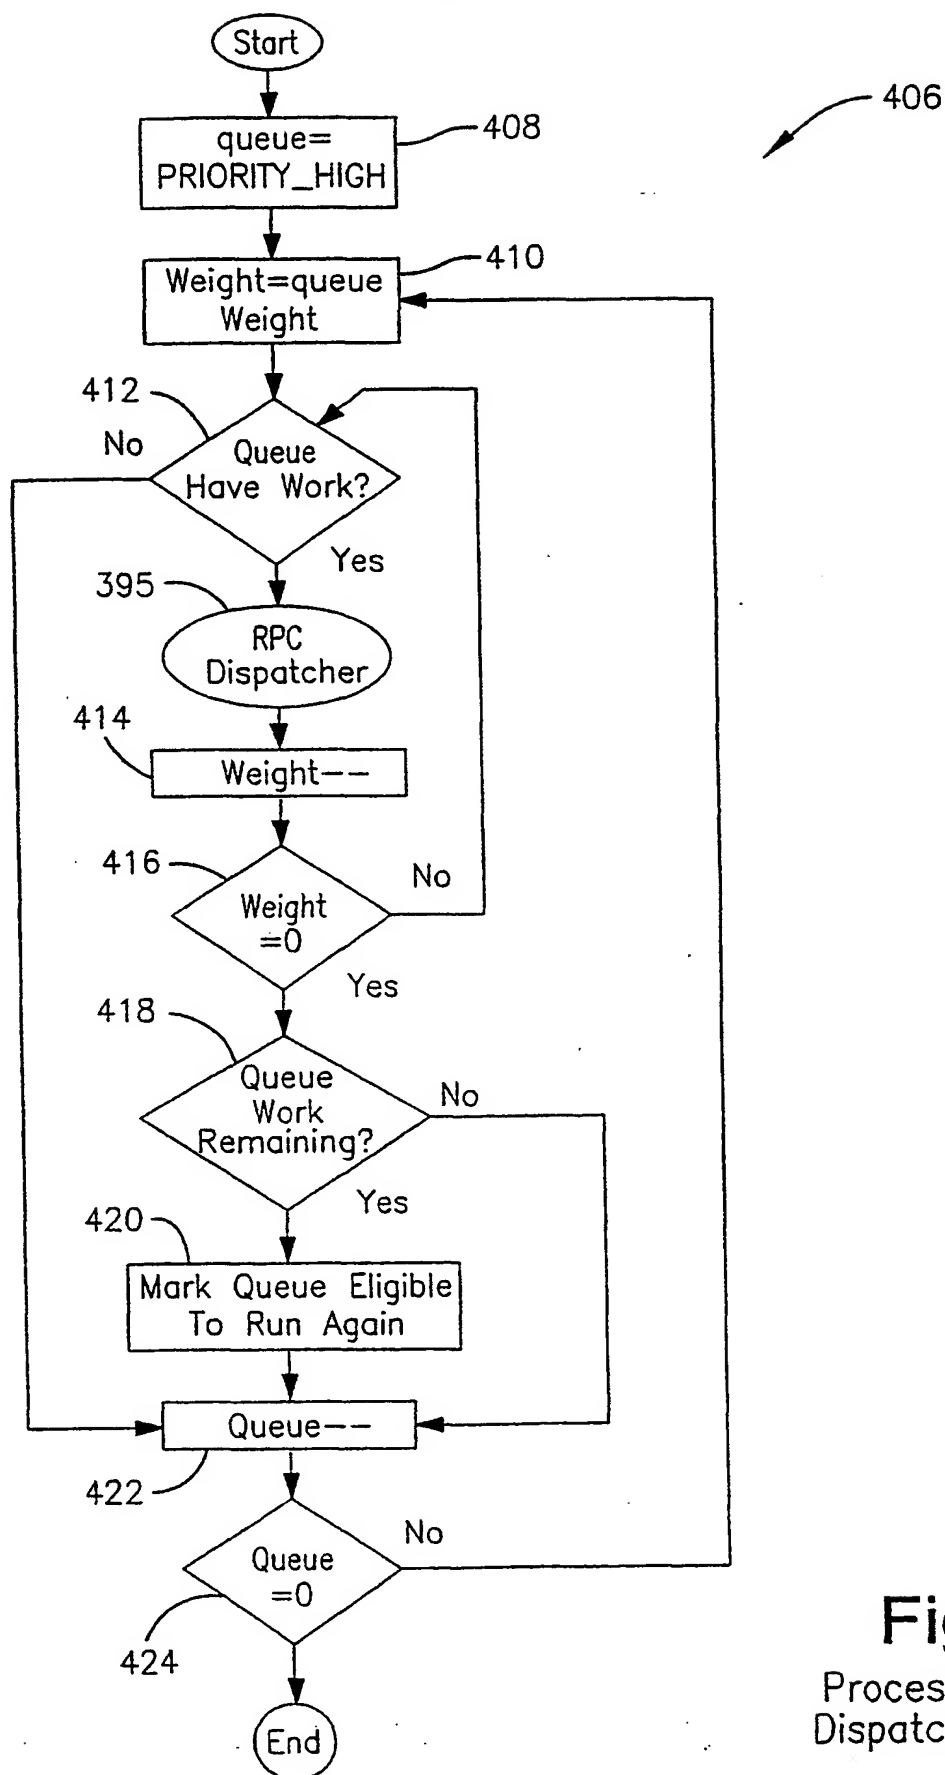 Start
406
queue=
PRIORITY_HIGH
408
Weight=queue
Weight
410
412
No
Queue
Have Work?
Yes
395
RPC
Dispatcher
414
Weight--
416
Weight
=0
No
Yes
418
Queue
Work
Remaining?
No
Yes
420
Mark Queue Eligible
To Run Again
Queue--
422
Queue
=0
No
424
End